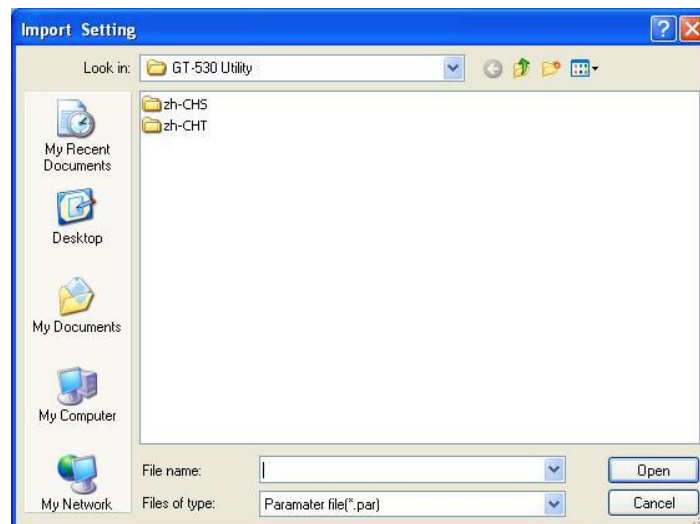 Import Setting
Look in:
GT-530 Utility
zh-CHS
zh-CHT
My Recent
Documents
Desktop
My Documents
My Computer
My Network
File name:
Open
Files of type:
Paramater file(*.par)
Cancel